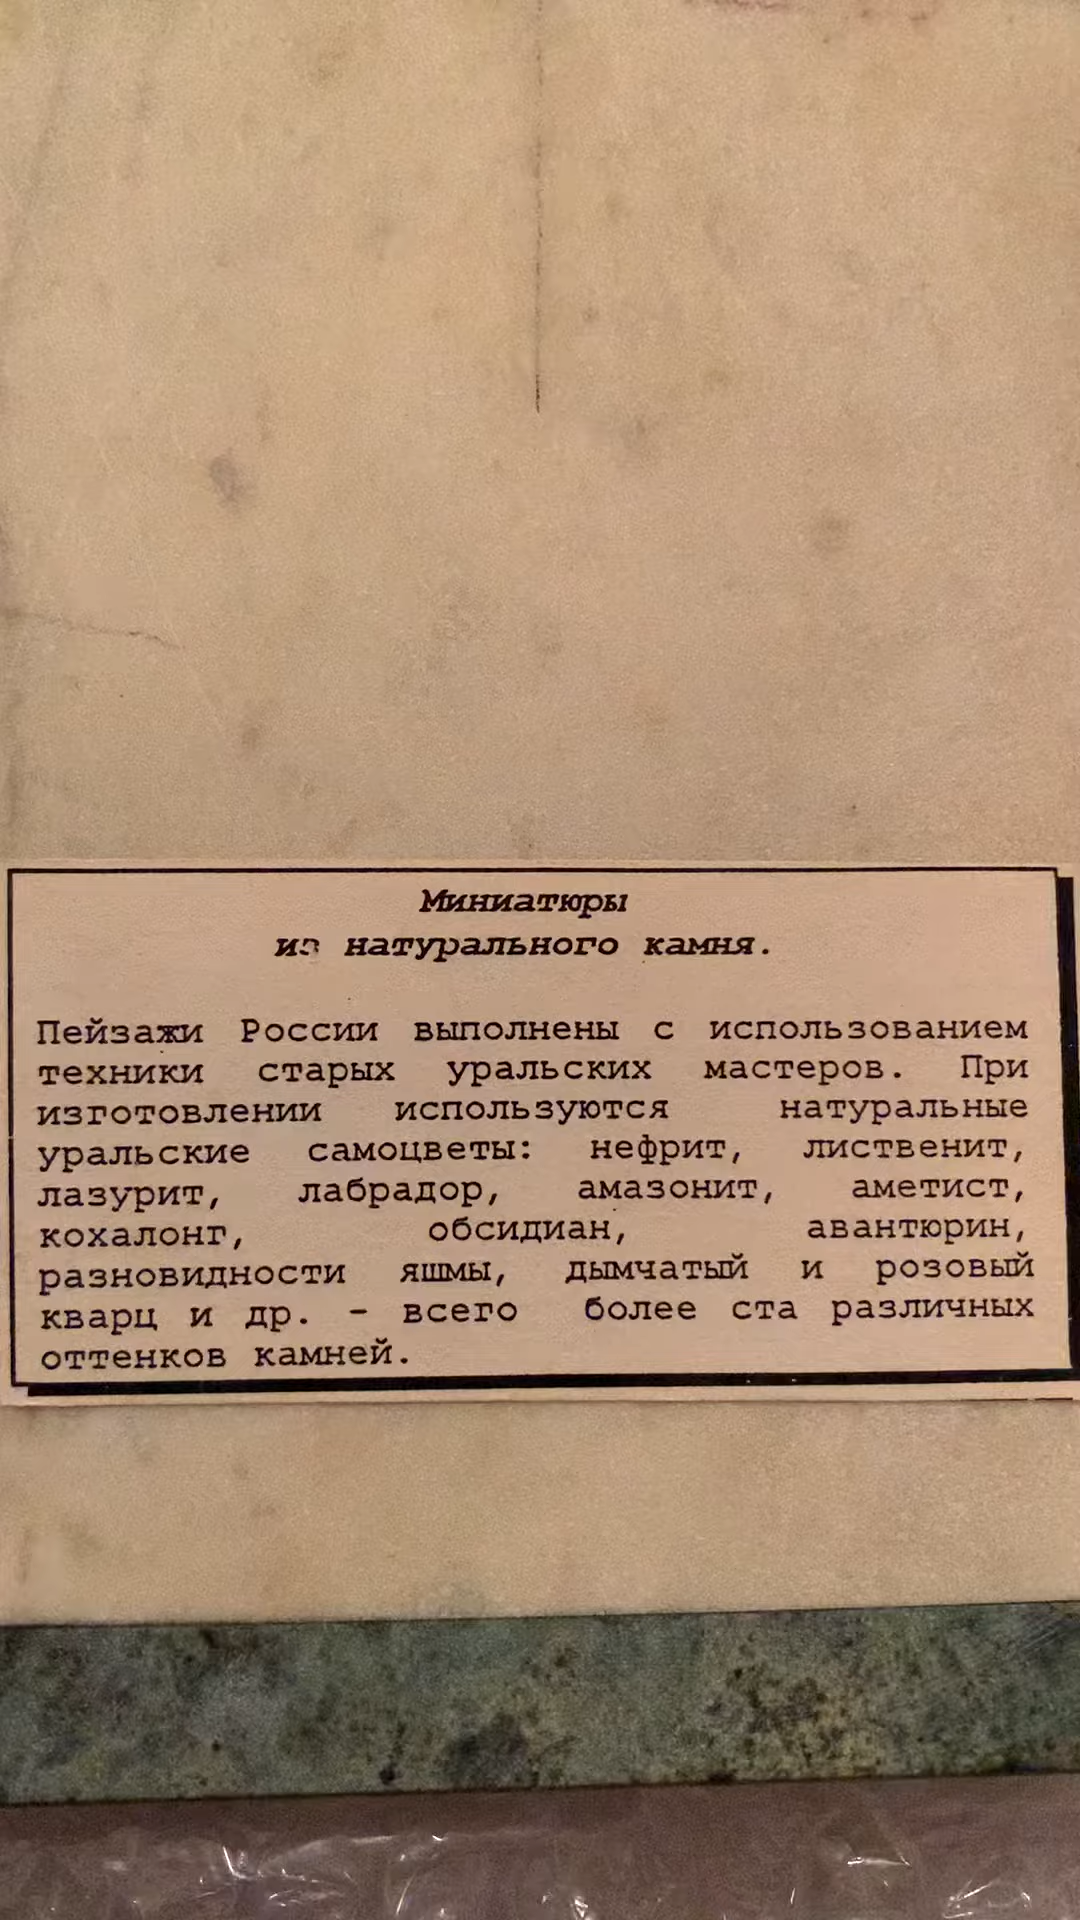 Миниатюры
из натурального камня.
Пейзажи России выполнены с использованием
техники старых уральских мастеров. При
изготовлении используются натуральные
уральские самоцветы: нефрит, лиственит,
лазурит, лабрадор, амазонит, аметист,
кохалонг, обсидиан, авантюрин,
разновидности яшмы, дымчатый и розовый
кварц и др. - всего более ста различных
оттенков камней.